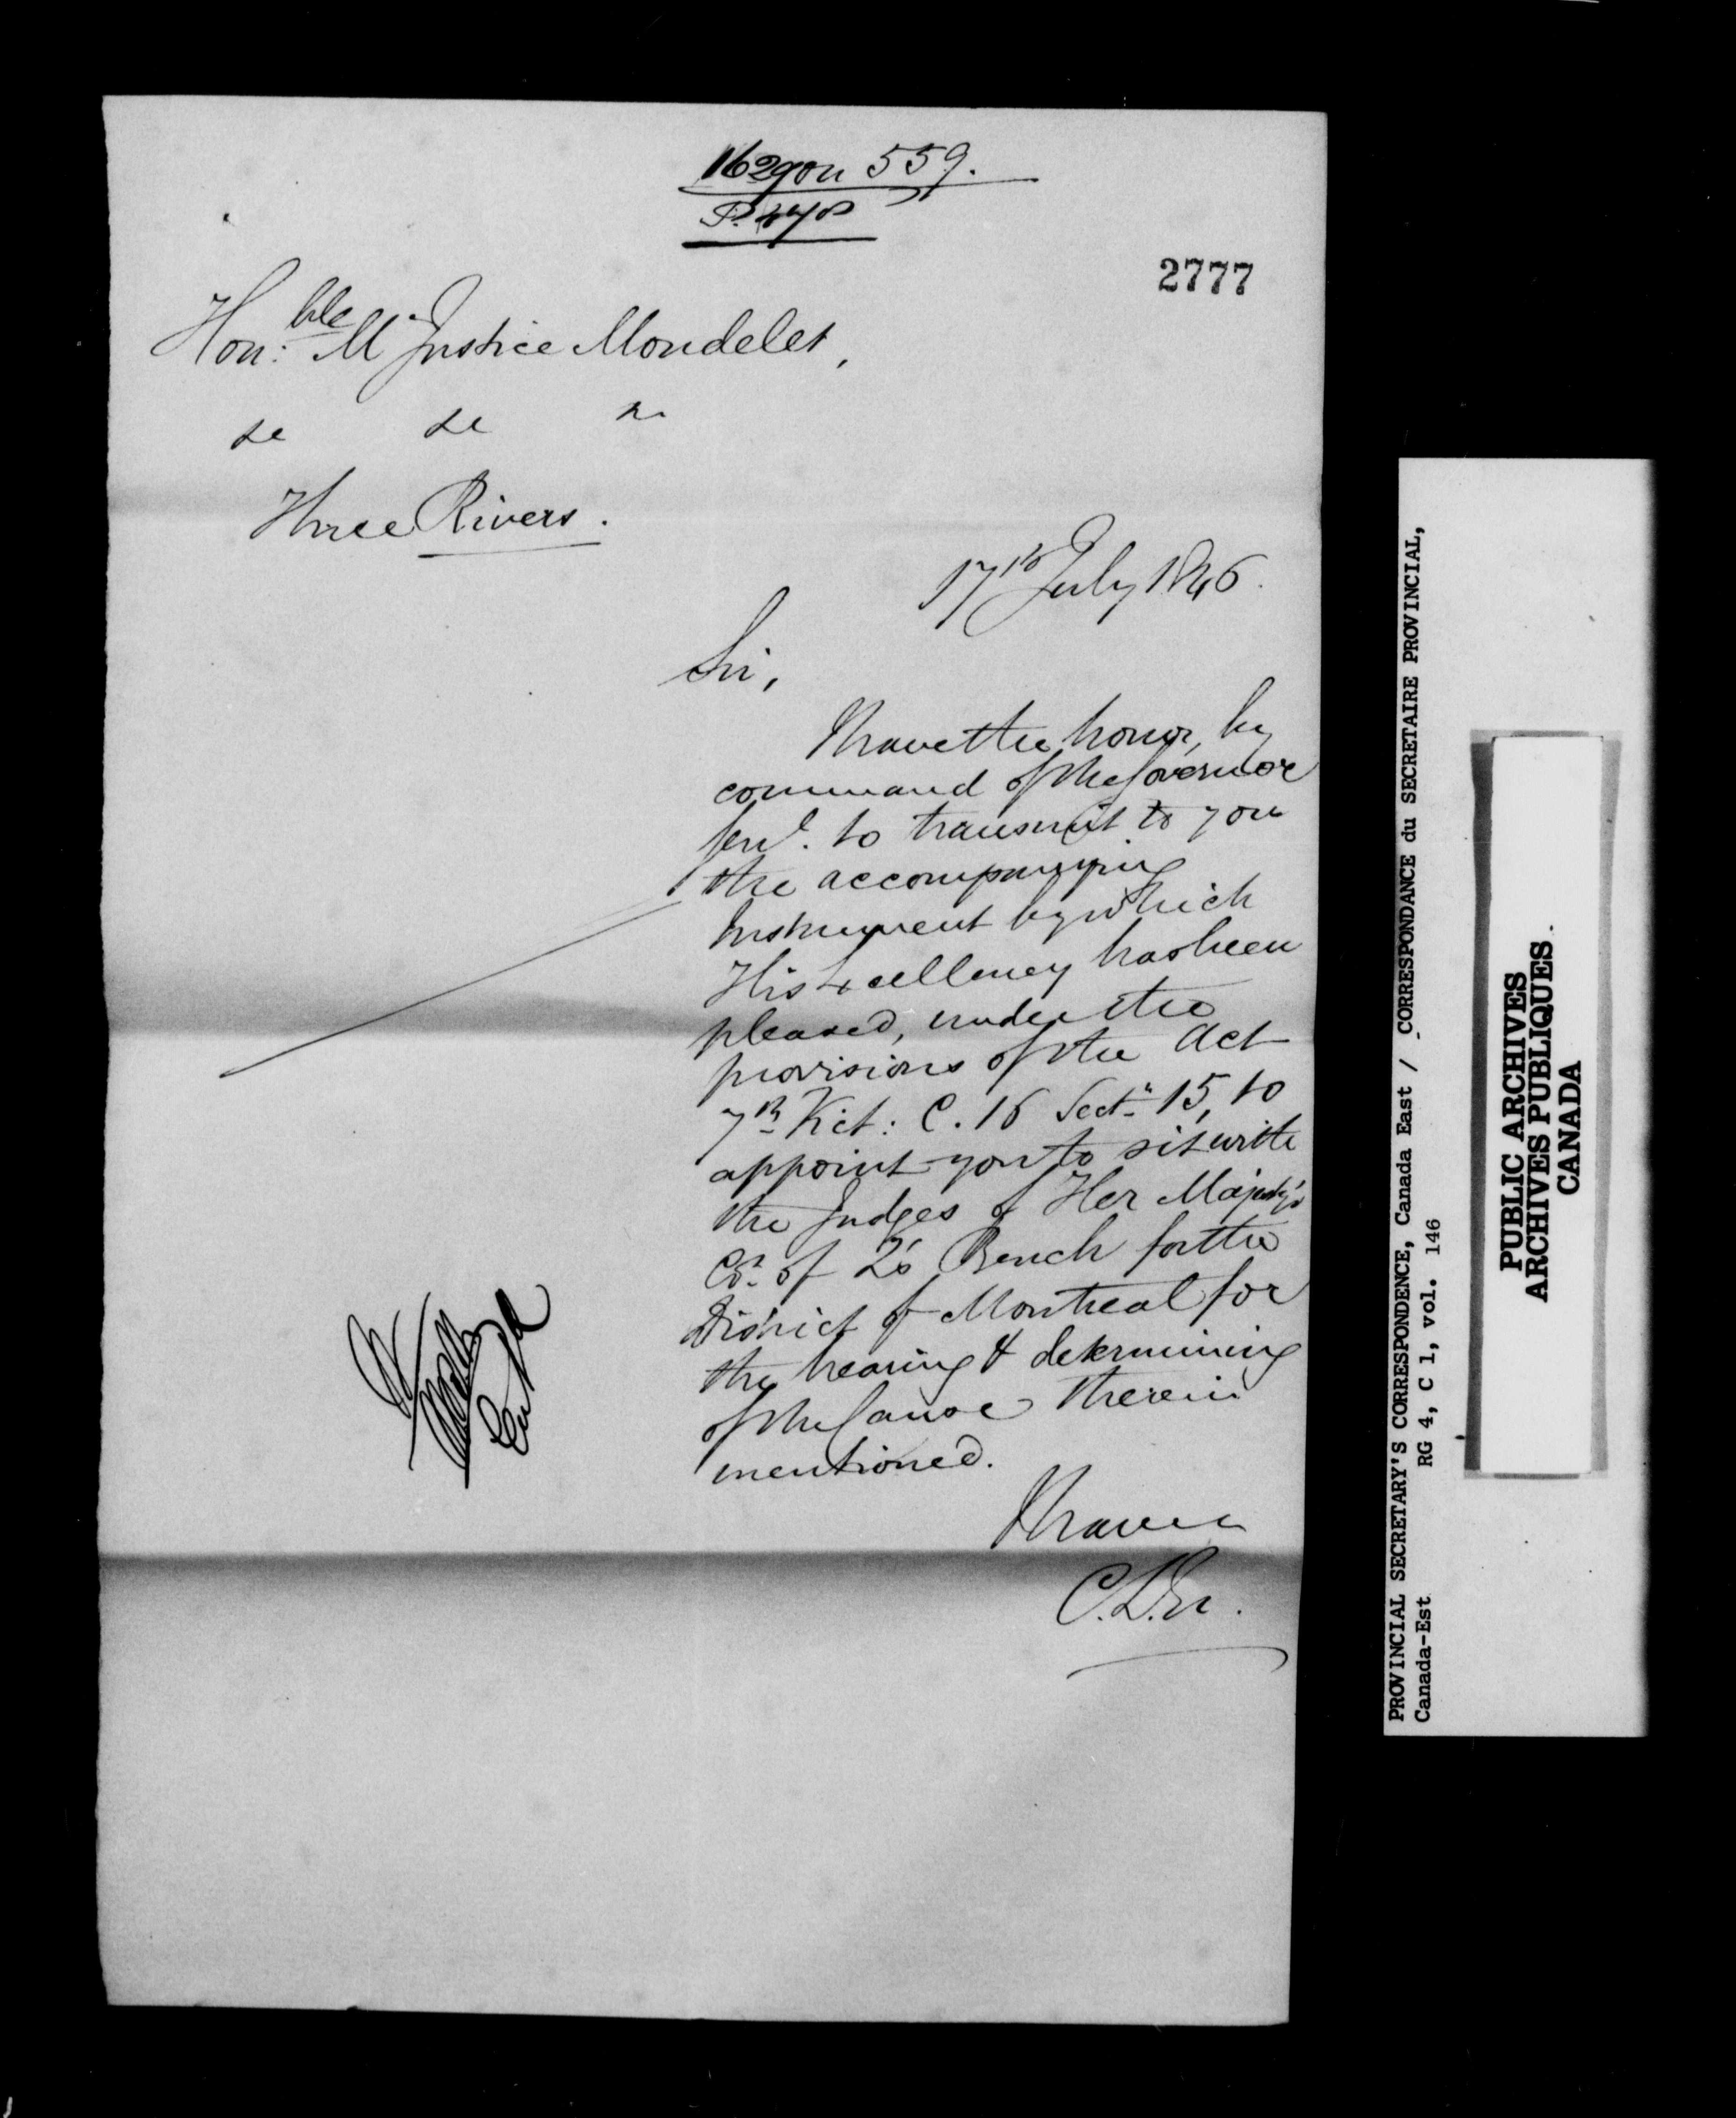 1629 on 559.
2777
Hon:ble Mr Justice Mondelet,
&c &c &c
Three Rivers.
17th July 1846.
Sir,
I have the honor, by
command of the Governor
Genl. to transmit to you
the accompanying
Instrument by which
His Excellency has been
pleased, under the
provisions of the Act
7th Vict: C. 16 Sectn 15, to
appoint you to sit with
the Judges of Her Majesty's
Ct. of Q's Bench for the
District of Montreal for
the hearing & determining
of the Cause therein
mentioned.
I have &c
Entd
PROVINCIAL SECRETARY'S CORRESPONDENCE, Canada East / CORRESPONDANCE du SECRETAIRE PROVINCIAL,
Canada-Est RG 4, C 1, vol. 146
PUBLIC ARCHIVES
ARCHIVES PUBLIQUES
CANADA